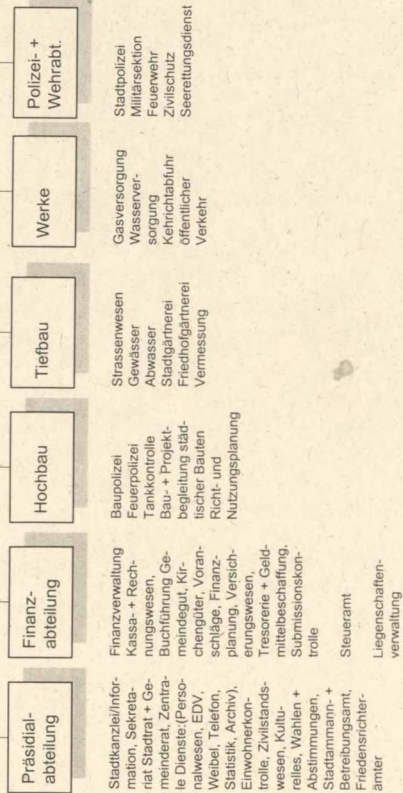 Präsidial-
abteilung
Stadtkanzlei/Infor-
mation, Sekreta-
riat Stadtrat + Ge-
meinderat, Zentra-
le Dienste:(Perso-
nalwesen, EDV,
Weibel, Telefon,
Statistik, Archiv),
Einwohnerkon-
trolle, Zivilstands-
wesen, Kultu-
relles, Wahlen +
Abstimmungen,
Stadtammann- +
Betreibungsamt,
Friedensrichter-
ämter
Finanz-
abteilung
Finanzverwaltung
Kassa- + Rech-
nungswesen,
Buchführung Ge-
meindegut, Kir-
chengüter, Voran-
schläge, Finanz-
planung, Versich-
erungswesen,
Tresorerie + Geld-
mittelbeschaffung,
Submissionskon-
trolle
Steueramt
Liegenschaften-
verwaltung
Hochbau
Baupolizei
Feuerpolizei
Tankkontrolle
Bau- + Projekt-
begleitung städ-
tischer Bauten
Richt- und
Nutzungsplanung
Tiefbau
Strassenwesen
Gewässer
Abwasser
Stadtgärtnerei
Friedhofgärtnerei
Vermessung
Werke
Gasversorgung
Wasserver-
sorgung
Kehrichtabfuhr
öffentlicher
Verkehr
Polizei- +
Wehrabt.
Stadtpolizei
Militärsektion
Feuerwehr
Zivilschutz
Seerettungsdienst